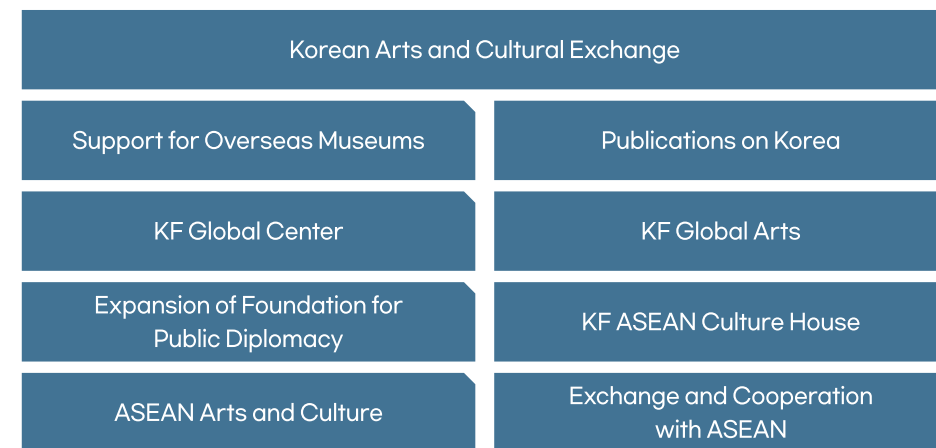 Korean Arts and Cultural Exchange
Support for Overseas Museums
Publications on Korea
KF Global Center
KF Global Arts
Expansion of Foundation for
Public Diplomacy
KF ASEAN Culture House
ASEAN Arts and Culture
Exchange and Cooperation
with ASEAN